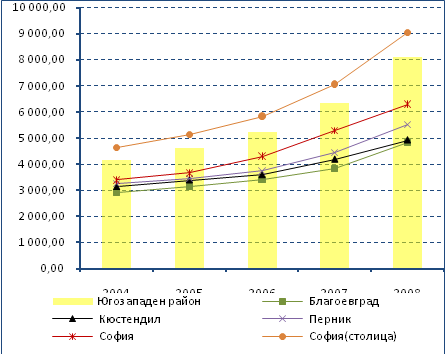 10 000,00
9 000,00
8 000,00
7 000,00
6 000,00
5 000,00
4 000,00
3 000,00
2 000,00
1 000,00
0,00
2004 2005 2006 2007 2008
Югозападен район Благоевград
Кюстендил Перник
София София(столица)